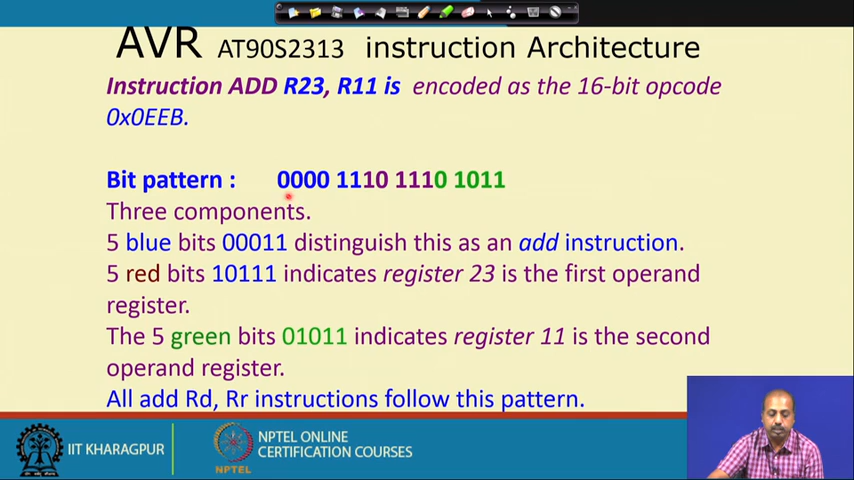 AVR AT90S2313 instruction Architecture
Instruction ADD R23, R11 is encoded as the 16-bit opcode
0x0EEB.
Bit pattern : 0000 1110 1110 1011
Three components.
5 blue bits 00011 distinguish this as an add instruction.
5 red bits 10111 indicates register 23 is the first operand
register.
The 5 green bits 01011 indicates register 11 is the second
operand register.
All add Rd, Rr instructions follow this pattern.
IIT KHARAGPUR
NPTEL
NPTEL ONLINE
CERTIFICATION COURSES